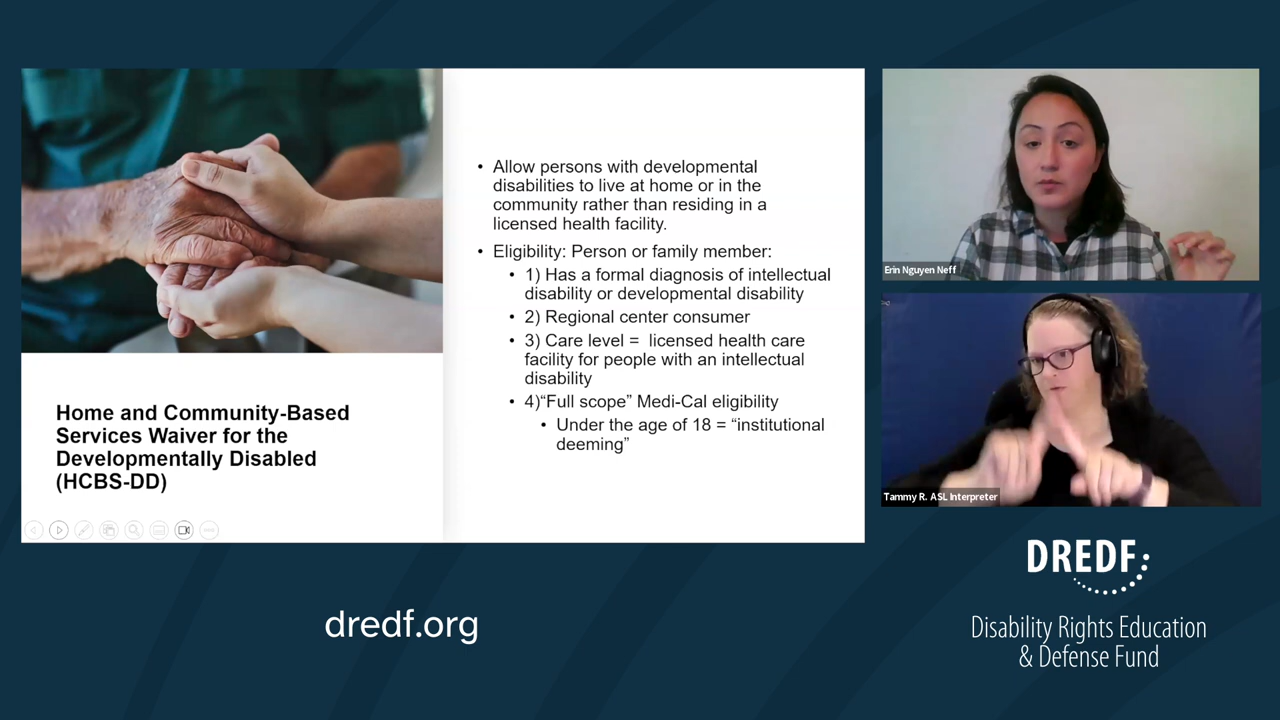 Home and Community-Based
Services Waiver for the
Developmentally Disabled
(HCBS-DD)
• Allow persons with developmental
disabilities to live at home or in the
community rather than residing in a
licensed health facility.
• Eligibility: Person or family member:
• 1) Has a formal diagnosis of intellectual
disability or developmental disability
• 2) Regional center consumer
• 3) Care level =  licensed health care
facility for people with an intellectual
disability
• 4)“Full scope” Medi-Cal eligibility
• Under the age of 18 = “institutional
deeming”
Erin Nguyen Neff
Tammy R. ASL Interpreter
dredf.org
DREDF
Disability Rights Education
& Defense Fund